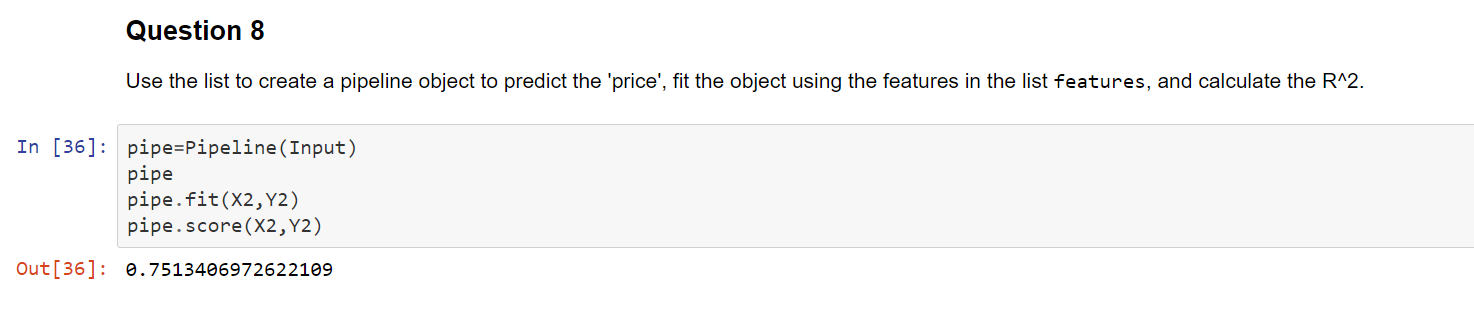 Question 8
Use the list to create a pipeline object to predict the 'price', fit the object using the features in the list features, and calculate the R^2.
In [36]: pipe=Pipeline(Input)
pipe
pipe.fit(X2,Y2)
pipe.score(X2,Y2)
Out[36]: 0.7513406972622109